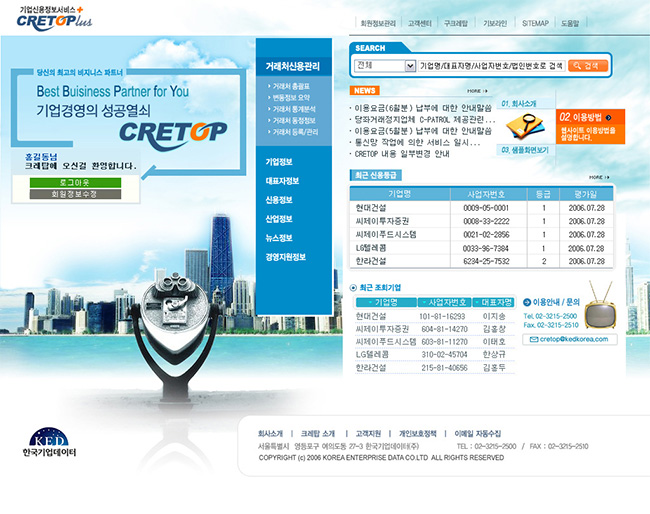 기업신용정보서비스+
CRETOPlus
회원정보관리 | 고객센터 | 구크레탑 | 기보라인 | SITEMAP | 도움말
당신의 최고의 비지니스 파트너
Best Buisiness Partner for You
기업경영의 성공열쇠
CRETOP
홍길동님
크레탑에 오신걸 환영합니다.
로그아웃
회원정보수정
거래처신용관리
거래처 총괄표
변동정보 요약
거래처 통계분석
거래처 동정정보
거래처 등록/관리
기업정보
대표자정보
신용정보
산업정보
뉴스정보
경영지원정보
SEARCH
전체 기업명/대표자명/사업자번호/법인번호로 검색 검색
NEWS MORE
이용요금(6월분) 납부에 대한 안내말씀
당좌거래정지업체 C-PATROL 제공관련...
이용요금(5월분) 납부에 대한 안내말씀
통신망 작업에 의한 서비스 일시...
CRETOP 내용 일부변경 안내
01. 회사소개
02. 이용방법
웹사이트 이용방법을
설명합니다.
03. 샘플화면보기
최근 신용등급 MORE
기업명 사업자번호 등급 평가일
현대건설 0009-05-0001 1 2006.07.28
씨제이투자증권 0008-33-2222 1 2006.07.28
씨제이푸드시스템 0021-02-2856 1 2006.07.28
LG텔레콤 0033-96-7384 1 2006.07.28
한라건설 6234-25-7532 2 2006.07.28
최근 조회기업
기업명 사업자번호 대표자명
현대건설 101-81-16293 이지송
씨제이투자증권 604-81-14270 김홍창
씨제이푸드시스템 603-81-11270 이태호
LG텔레콤 310-02-45704 한상규
한라건설 215-81-40656 김홍두
이용안내 / 문의
Tel. 02-3215-2500
Fax. 02-3215-2510
cretop@kedkorea.com
KED
한국기업데이터
회사소개 | 크레탑 소개 | 고객지원 | 개인보호정책 | 이메일 자동수집
서울특별시 영등포구 여의도동 27-3 한국기업데이터(주) TEL : 02-3215-2500 / FAX : 02-3215-2510
COPYRIGHT (c) 2006 KOREA ENTERPRISE DATA CO.LTD ALL RIGHTS RESERVED